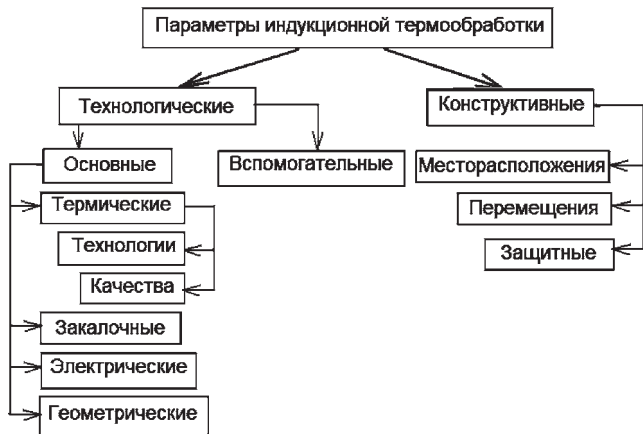 Параметры индукционной термообработки
Технологические
Конструктивные
Основные
Вспомогательные
Месторасположения
Термические
Перемещения
Технологии
Защитные
Качества
Закалочные
Электрические
Геометрические